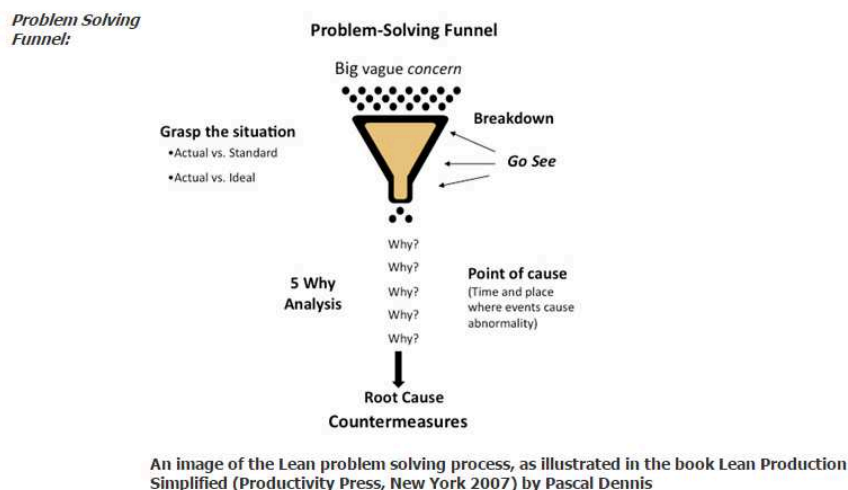 Problem Solving
Funnel:
Problem-Solving Funnel
Big vague concern
Breakdown
Grasp the situation
•Actual vs. Standard
•Actual vs. Ideal
Go See
Why?
Why?
Why?
Why?
Why?
5 Why
Analysis
Point of cause
(Time and place
where events cause
abnormality)
Root Cause
Countermeasures
An image of the Lean problem solving process, as illustrated in the book Lean Production
Simplified (Productivity Press, New York 2007) by Pascal Dennis